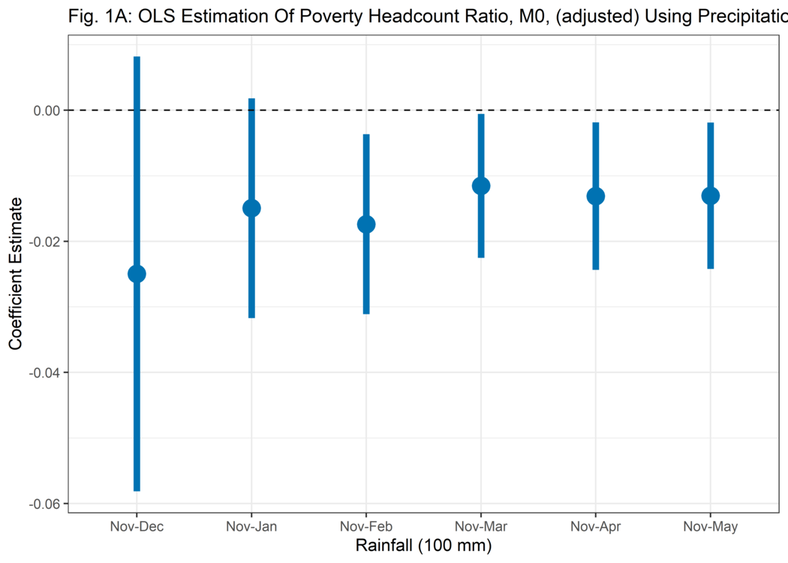 Fig. 1A: OLS Estimation Of Poverty Headcount Ratio, M0, (adjusted) Using
Coefficient Estimate
0.00
-0.02
-0.04
-0.06
Nov-Dec Nov-Jan Nov-Feb Nov-Mar Nov-Apr Nov-May
Rainfall (100 mm)